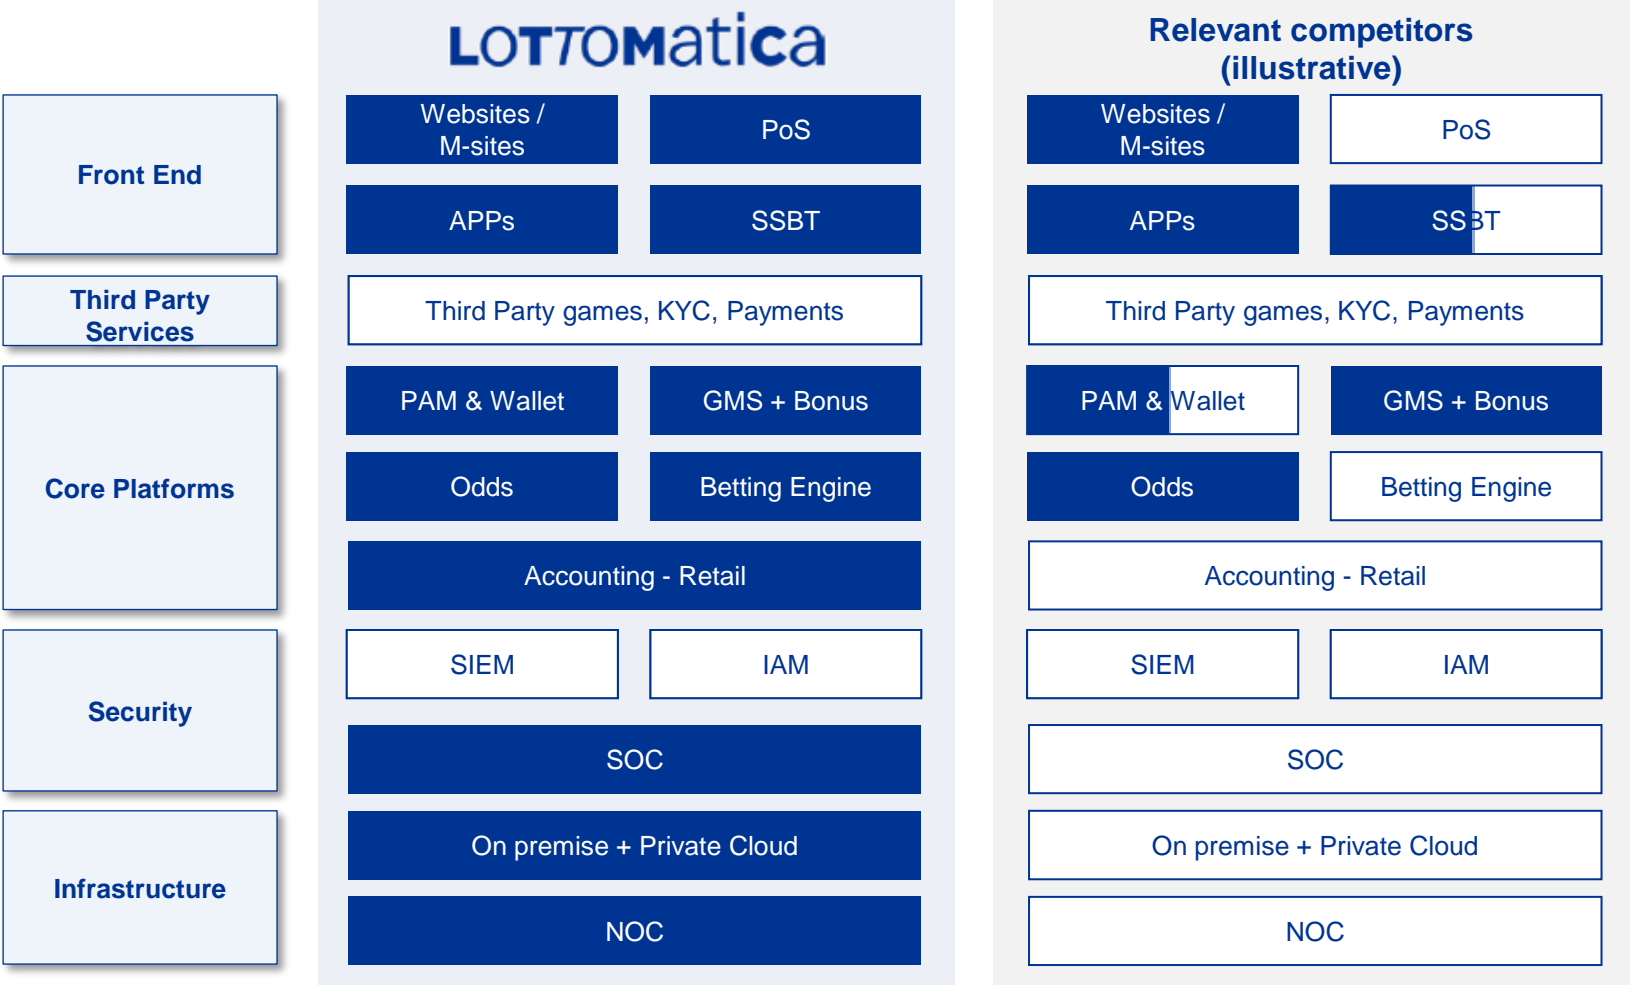 LOTTOMATICA
Relevant competitors
(illustrative)
Front End
Websites /
M-sites
PoS
APPs
SSBT
Websites /
M-sites
PoS
APPs
SSBT
Third Party
Services
Third Party games, KYC, Payments
Third Party games, KYC, Payments
Core Platforms
PAM & Wallet
GMS + Bonus
Odds
Betting Engine
Accounting - Retail
PAM & Wallet
GMS + Bonus
Odds
Betting Engine
Accounting - Retail
Security
SIEM
IAM
SOC
SIEM
IAM
SOC
Infrastructure
On premise + Private Cloud
NOC
On premise + Private Cloud
NOC